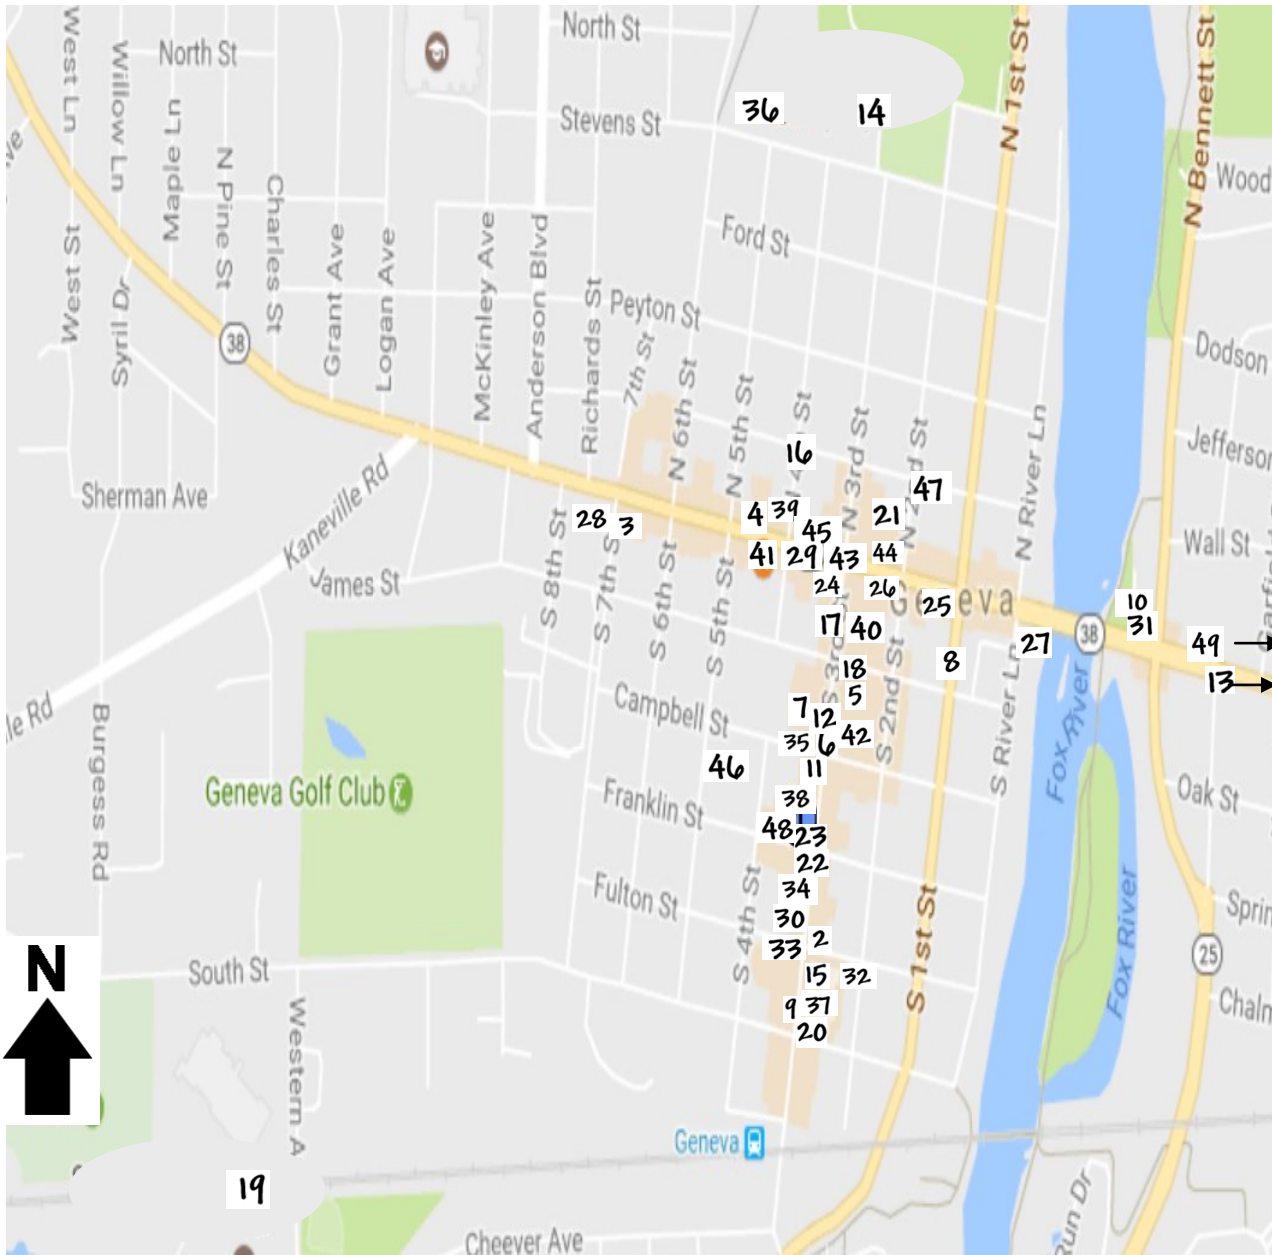 North St
North St
West Ln
Willow Ln
Maple Ln
N Pine St
Charles St
Stevens St
36
14
N 1st St
N Bennett St
Wood
West St
Syril Dr
Grant Ave
Logan Ave
McKinley Ave
Anderson Blvd
Richards St
Ford St
Peyton St
38
7th St
N 6th St
N 5th St
N 3rd St
N 2nd St
N River Ln
Dodson
Jefferson
Wall St
Sherman Ave
Kaneville Rd
James St
16
47
28
3
4
39
45
21
41
29
43
44
24
26
25
Geneva
10
31
17
40
27
38
49
13
8
18
5
7
12
35
6
42
46
11
38
48
23
22
34
30
33
2
15
32
9
37
20
S 8th St
S 7th S
S 6th St
S 5th St
S 4th St
S 2nd St
S 1st St
S River Ln
Campbell St
Franklin St
Fulton St
Geneva Golf Club
Burgess Rd
le Rd
Fox River
Fox River
Oak St
Sprin
25
Chaln
N
South St
Western A
Geneva
19
Cheever Ave
Run Dr